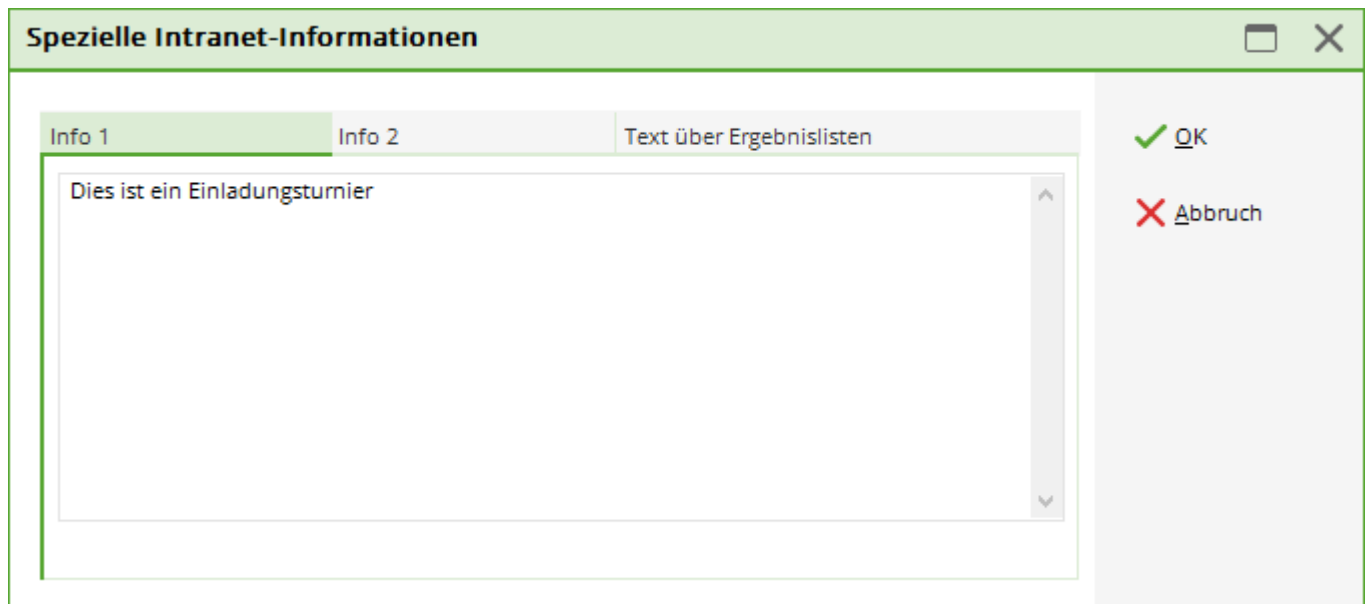 Spezielle Intranet-Informationen
Info 1 Info 2 Text über Ergebnislisten
Dies ist ein Einladungsturnier
OK
Abbruch